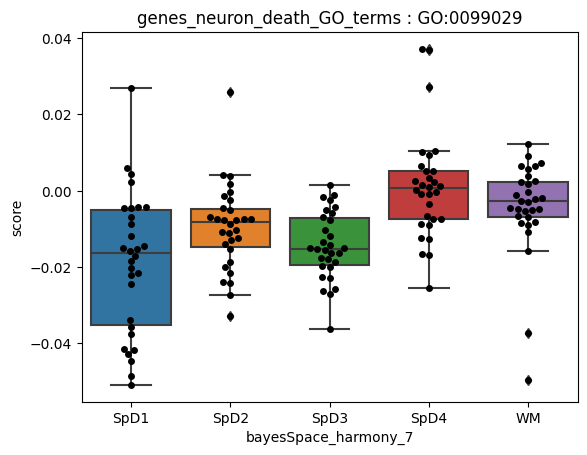 genes_neuron_death_GO_terms : GO:0099029
0.04
0.02
0.00
−0.02
−0.04
score
SpD1 SpD2 SpD3 SpD4 WM
bayesSpace_harmony_7